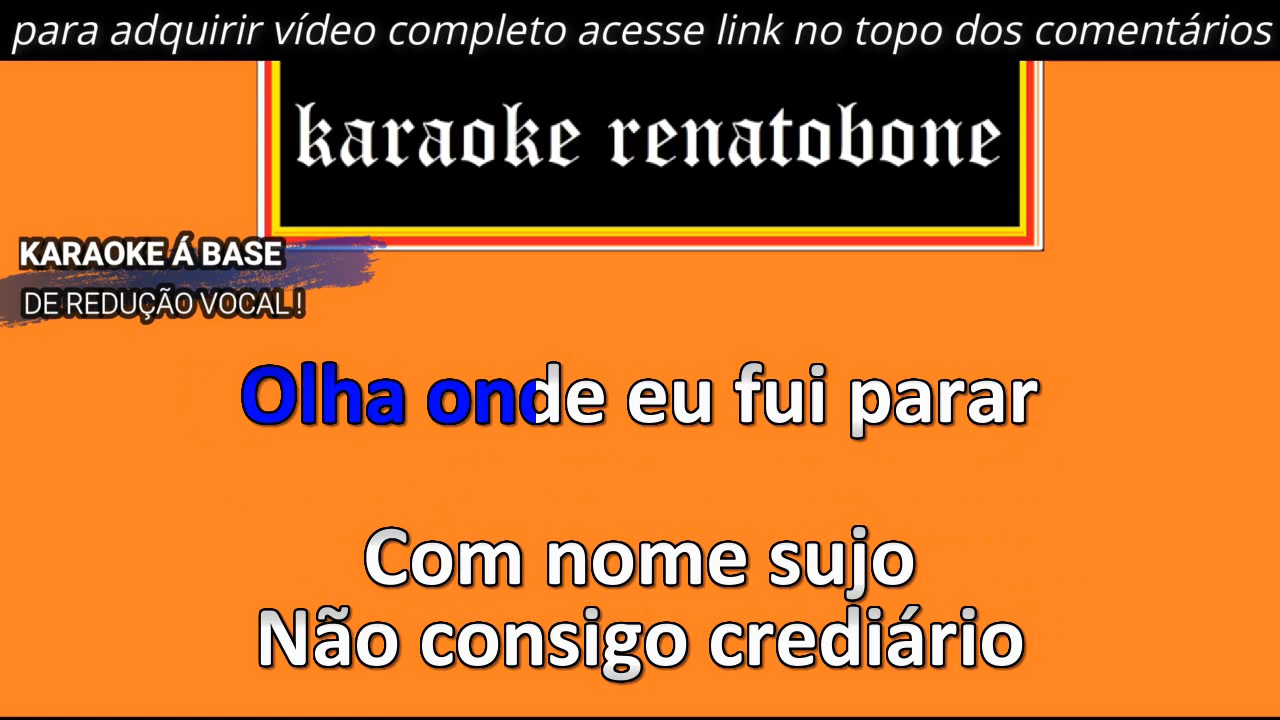 para adquirir vídeo completo acesse link no topo dos comentários
karaoke renatobone
KARAOKE Á BASE
DE REDUÇÃO VOCAL !
Olha onde eu fui parar
Com nome sujo
Não consigo crediário